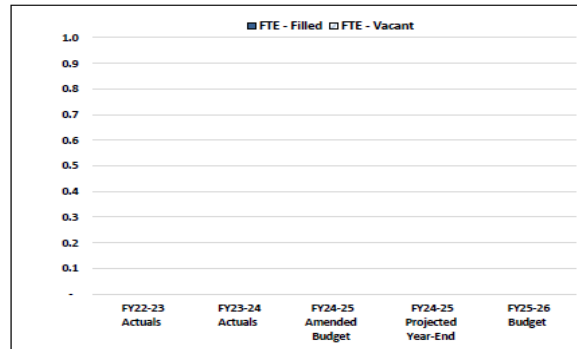 FTE - Filled FTE - Vacant
1.0
0.9
0.8
0.7
0.6
0.5
0.4
0.3
0.2
0.1
-
FY22-23 FY23-24 FY24-25 FY24-25 FY25-26
Actuals Actuals Amended Projected Budget
Budget Year-End